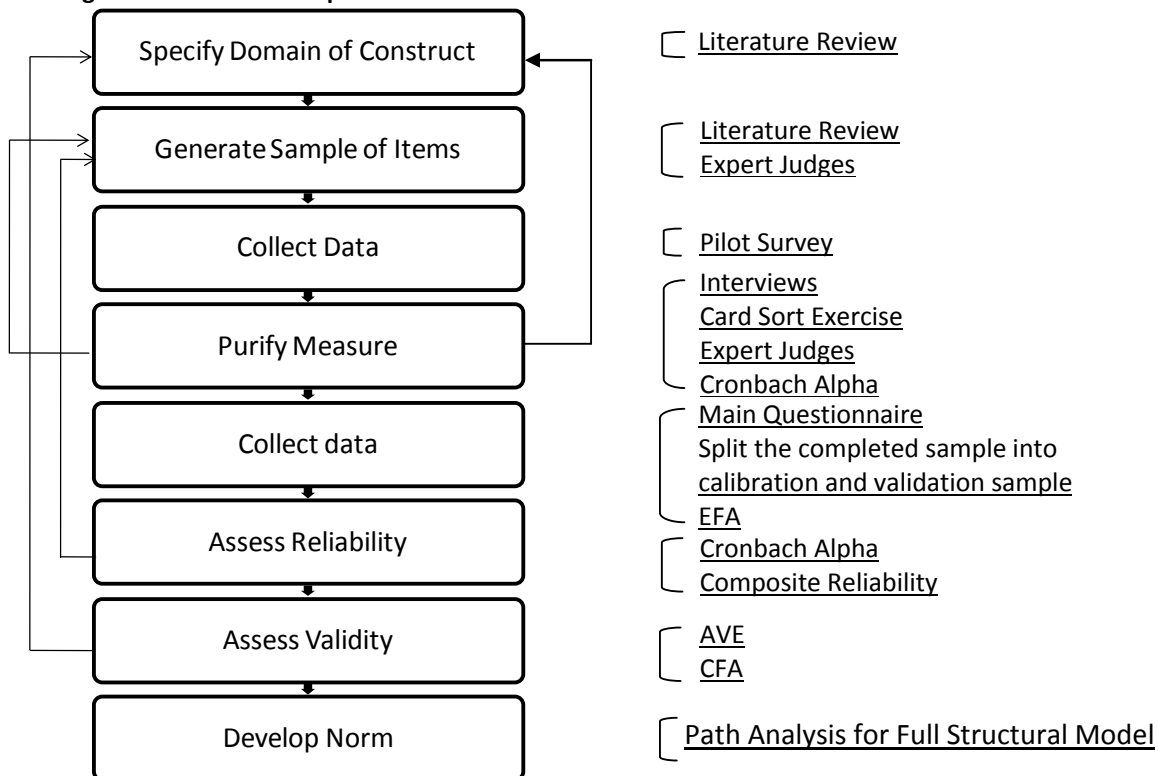 Specify Domain of Construct
Literature Review
Generate Sample of Items
Literature Review
Expert Judges
Collect Data
Pilot Survey
Purify Measure
Interviews
Card Sort Exercise
Expert Judges
Cronbach Alpha
Collect data
Main Questionnaire
Split the completed sample into
calibration and validation sample
EFA
Assess Reliability
Cronbach Alpha
Composite Reliability
Assess Validity
AVE
CFA
Develop Norm
Path Analysis for Full Structural Model